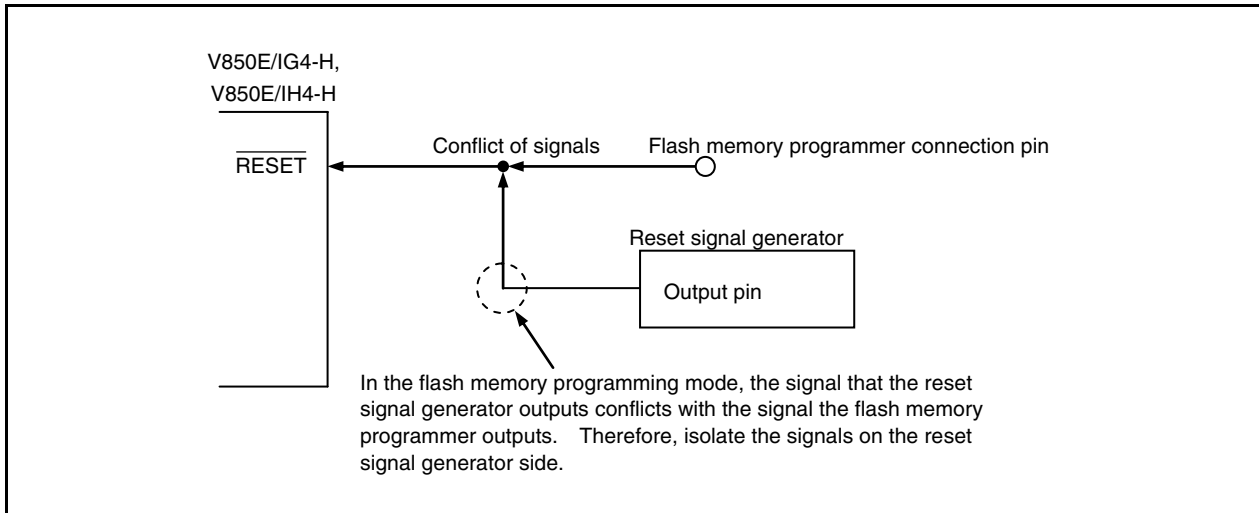 V850E/IG4-H,
V850E/IH4-H
RESET
Conflict of signals
Flash memory programmer connection pin
Reset signal generator
Output pin
In the flash memory programming mode, the signal that the reset
signal generator outputs conflicts with the signal the flash memory
programmer outputs. Therefore, isolate the signals on the reset
signal generator side.